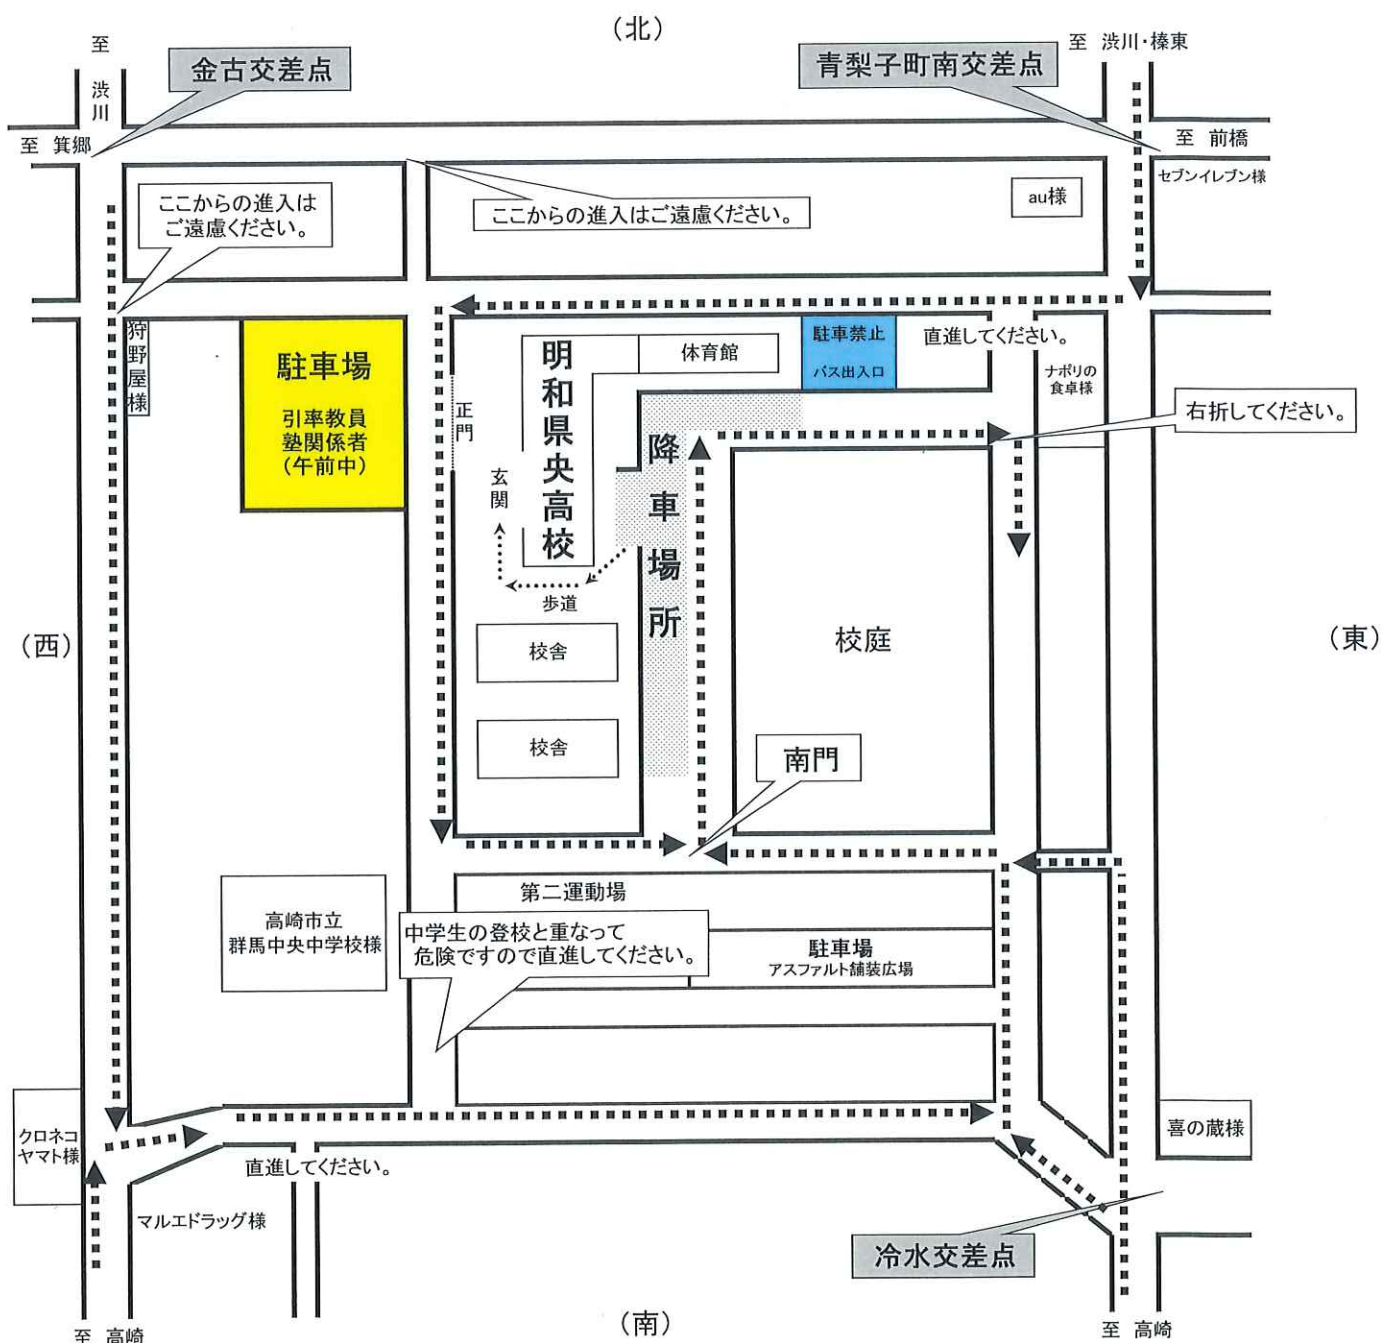 (北)
至 渋川
金古交差点
青梨子町南交差点
至 渋川・榛東
至 箕郷
至 前橋
セブンイレブン様
ここからの進入は
ご遠慮ください。
ここからの進入はご遠慮ください。
au様
狩野屋様
駐車場
引率教員
塾関係者
(午前中)
正門
玄関
明和県央高校
体育館
駐車禁止
バス出入口
直進してください。
ナポリの
食卓様
右折してください。
降車場所
歩道
校舎
校舎
校庭
(西)
(東)
南門
高崎市立
群馬中央中学校様
第二運動場
中学生の登校と重なって
危険ですので直進してください。
駐車場
アスファルト舗装広場
クロネコ
ヤマト様
直進してください。
マルエドラッグ様
喜の蔵様
冷水交差点
至 高崎
(南)
至 高崎